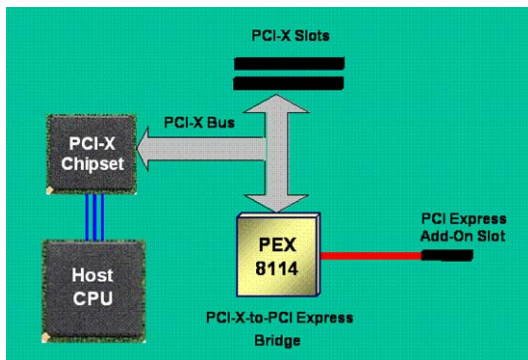 PCI-X Slots
PCI-X Bus
PCI-X
Chipset
PEX
8114
PCI Express
Add-On Slot
Host
CPU
PCI-X-to-PCI Express
Bridge